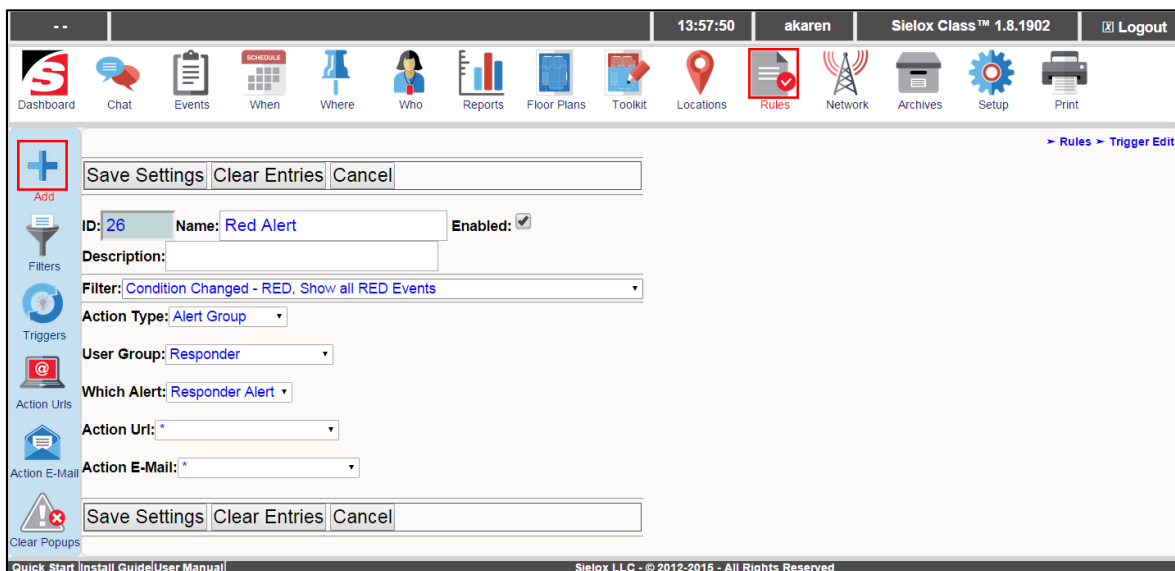 - - 13:57:50 akaren Sielox Class™ 1.8.1902 Logout
SCHEDULE
Dashboard Chat Events When Where Who Reports Floor Plans Toolkit Locations Rules Network Archives Setup Print
➤ Rules ➤ Trigger Edit
Add
Filters
Triggers
@
Action Urls
Action E-Mail
Clear Popups
Save Settings Clear Entries Cancel
ID: 26 Name: Red Alert Enabled:
Description:
Filter: Condition Changed - RED, Show all RED Events
Action Type: Alert Group
User Group: Responder
Which Alert: Responder Alert
Action Url: *
Action E-Mail: *
Save Settings Clear Entries Cancel
Quick Start Install Guide User Manual Sielox LLC - © 2012-2015 - All Rights Reserved